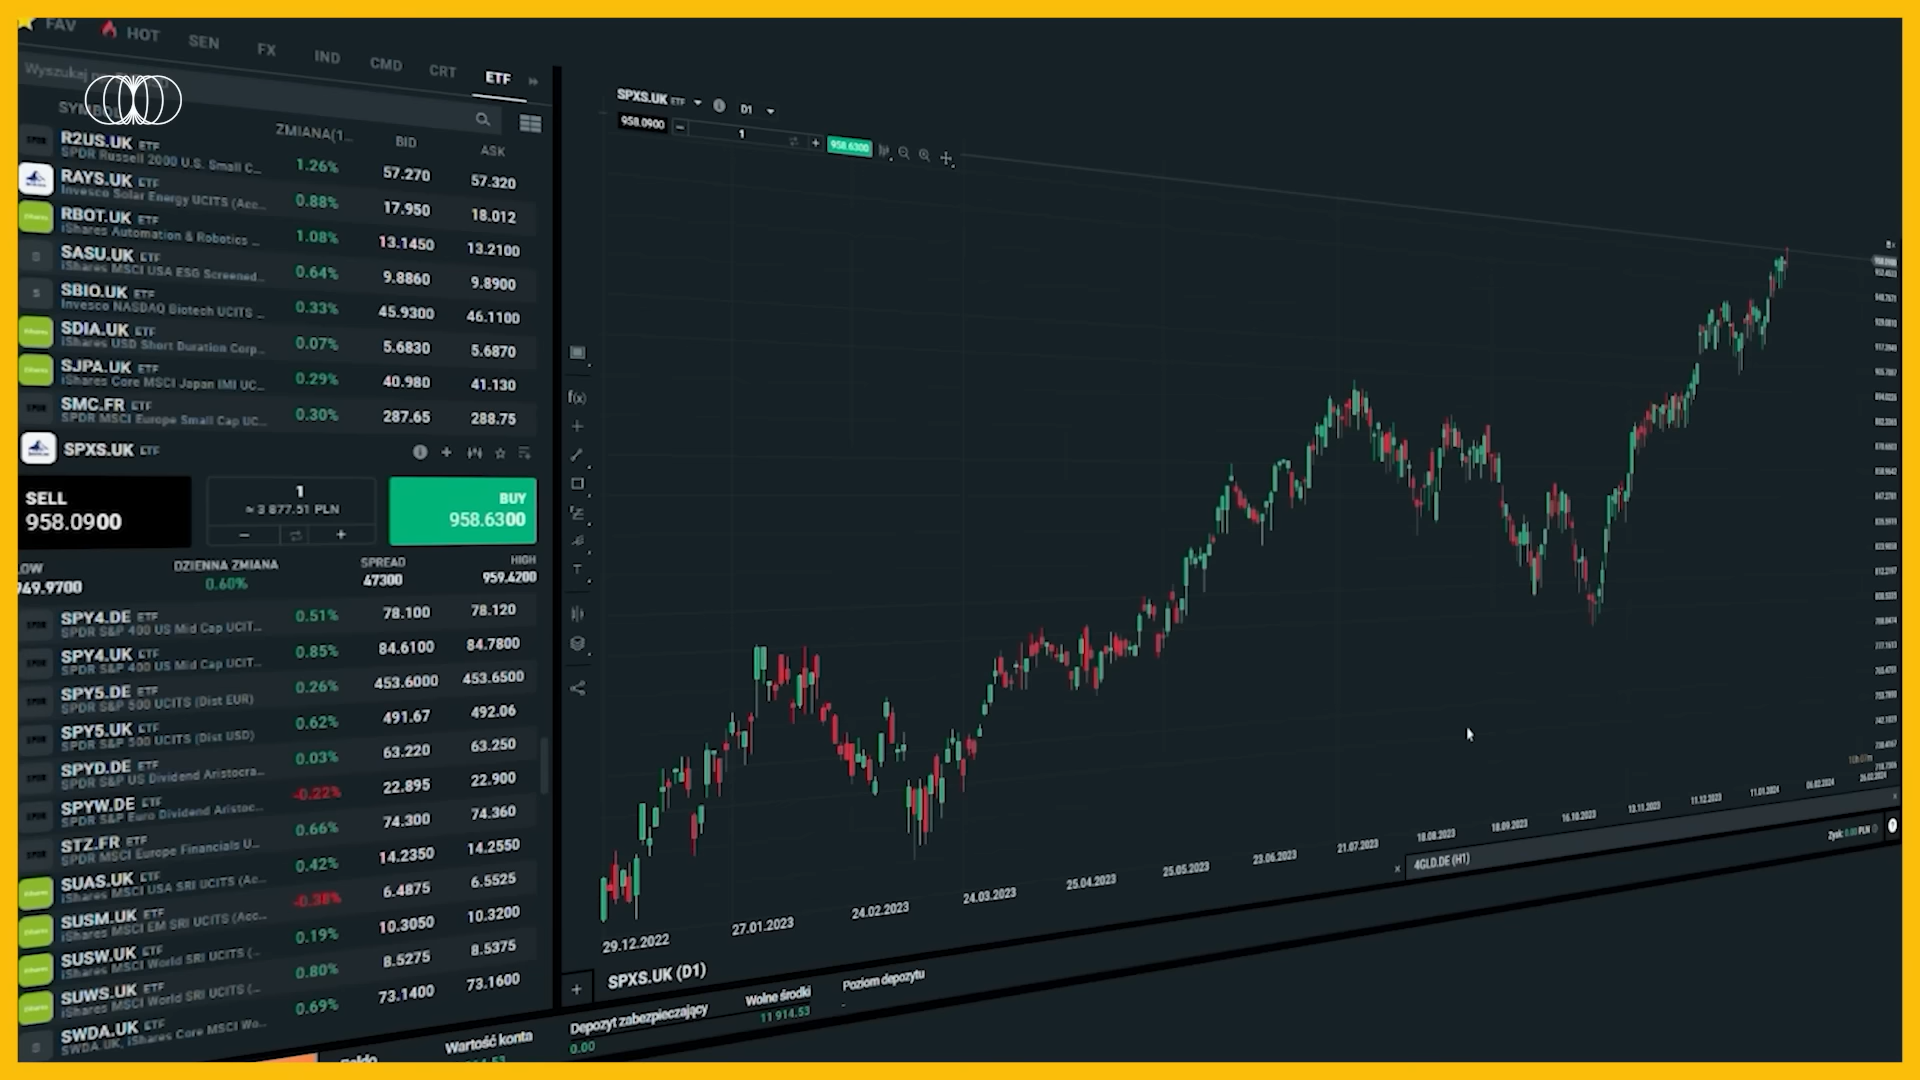 FAV HOT SEN FX IND CMD CRT ETF »
Wyszukaj
SYMBOL ZMIANA(1... BID ASK
R2US.UK ETF 1.26% 57.270 57.320
SPDR Russell 2000 U.S. Small C...
RAYS.UK ETF 0.88% 17.950 18.012
Invesco Solar Energy UCITS (Acc...
RBOT.UK ETF 1.08% 13.1450 13.2100
iShares Automation & Robotics ...
SASU.UK ETF 0.64% 9.8860 9.8900
iShares MSCI USA ESG Screened...
SBIO.UK ETF 0.33% 45.9300 46.1100
Invesco NASDAQ Biotech UCITS ...
SDIA.UK ETF 0.07% 5.6830 5.6870
iShares USD Short Duration Corp...
SJPA.UK ETF 0.29% 40.980 41.130
iShares Core MSCI Japan IMI UC...
SMC.FR ETF 0.30% 287.65 288.75
SPDR MSCI Europe Small Cap UC...
SPXS.UK ETF
SELL 958.0900
1
≈ 3 877.51 PLN
BUY 958.6300
LOW DZIENNA ZMIANA SPREAD HIGH
949.9700 0.60% 47300 959.4200
SPY4.DE ETF 0.51% 78.100 78.120
SPDR S&P 400 US Mid Cap UCIT...
SPY4.UK ETF 0.85% 84.6100 84.7800
SPDR S&P 400 US Mid Cap UCIT...
SPY5.DE ETF 0.26% 453.6000 453.6500
SPDR S&P 500 UCITS (Dist EUR)
SPY5.UK ETF 0.62% 491.67 492.06
SPDR S&P 500 UCITS (Dist USD)
SPYD.DE ETF 0.03% 63.220 63.250
SPDR S&P US Dividend Aristocra...
SPYW.DE ETF -0.22% 22.895 22.900
SPDR S&P Euro Dividend Aristoc...
STZ.FR ETF 0.66% 74.300 74.360
SPDR MSCI Europe Financials U...
SUAS.UK ETF 0.42% 14.2350 14.2550
iShares MSCI USA SRI UCITS (Ac...
SUSM.UK ETF -0.38% 6.4875 6.5525
iShares MSCI EM SRI UCITS (Acc...
SUSW.UK ETF 0.19% 10.3050 10.3200
iShares MSCI World SRI UCITS (...
SUWS.UK ETF 0.80% 8.5275 8.5375
iShares MSCI World SRI UCITS (...
SWDA.UK ETF 0.69% 73.1400 73.1600
SWDA.UK, iShares Core MSCI Wo...
SPXS.UK ETF D1
958.0900 1 958.6300
f(x)
T
29.12.2022 27.01.2023 24.02.2023 24.03.2023 25.04.2023 25.05.2023 23.06.2023 21.07.2023 18.08.2023 18.09.2023 16.10.2023 13.11.2023 11.12.2023 11.01.2024 06.02.2024 26.02.2024
SPXS.UK (D1) 4GLD.DE (H1)
Zysk: 0.00 PLN
Saldo Wartość konta Depozyt zabezpieczający Wolne środki Poziom depozytu
0.00 11 914.53 -